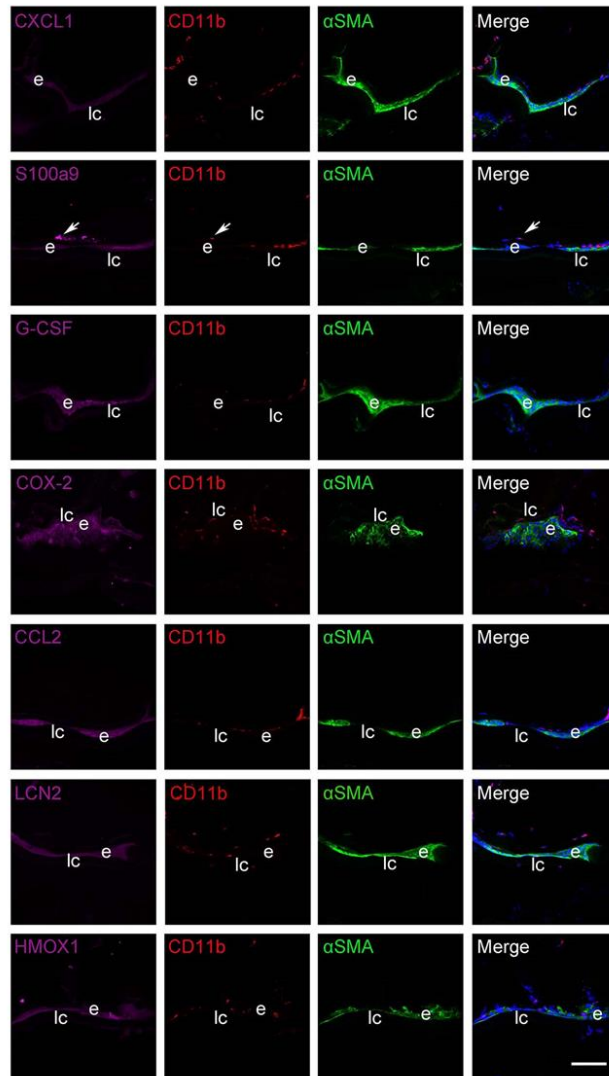 CXCL1 CD11b αSMA Merge
e e e
lc lc lc lc
S100a9 CD11b αSMA Merge
e e e e
lc lc lc lc
G-CSF CD11b αSMA Merge
e e e e
lc lc lc lc
COX-2 CD11b αSMA Merge
lc lc lc lc
e e e e
CCL2 CD11b αSMA Merge
lc e lc e lc e lc e
LCN2 CD11b αSMA Merge
lc e lc e lc e lc e
HMOX1 CD11b αSMA Merge
lc e lc e lc e lc e